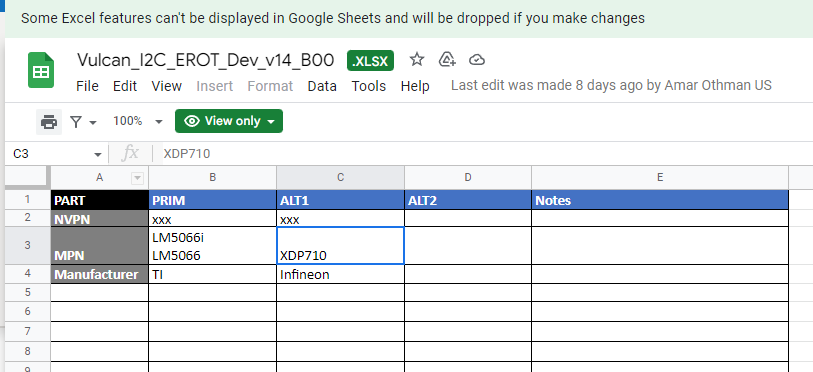 Some Excel features can't be displayed in Google Sheets and will be dropped if you make changes
Vulcan_I2C_EROT_Dev_v14_B00 .XLSX
File Edit View Insert Format Data Tools Help Last edit was made 8 days ago by Amar Othman US
100% View only
C3 fx XDP710
A B C D E
1 PART PRIM ALT1 ALT2 Notes
2 NVPN xxx xxx
LM5066i
3 MPN LM5066 XDP710
4 Manufacturer TI Infineon
5
6
7
8
9